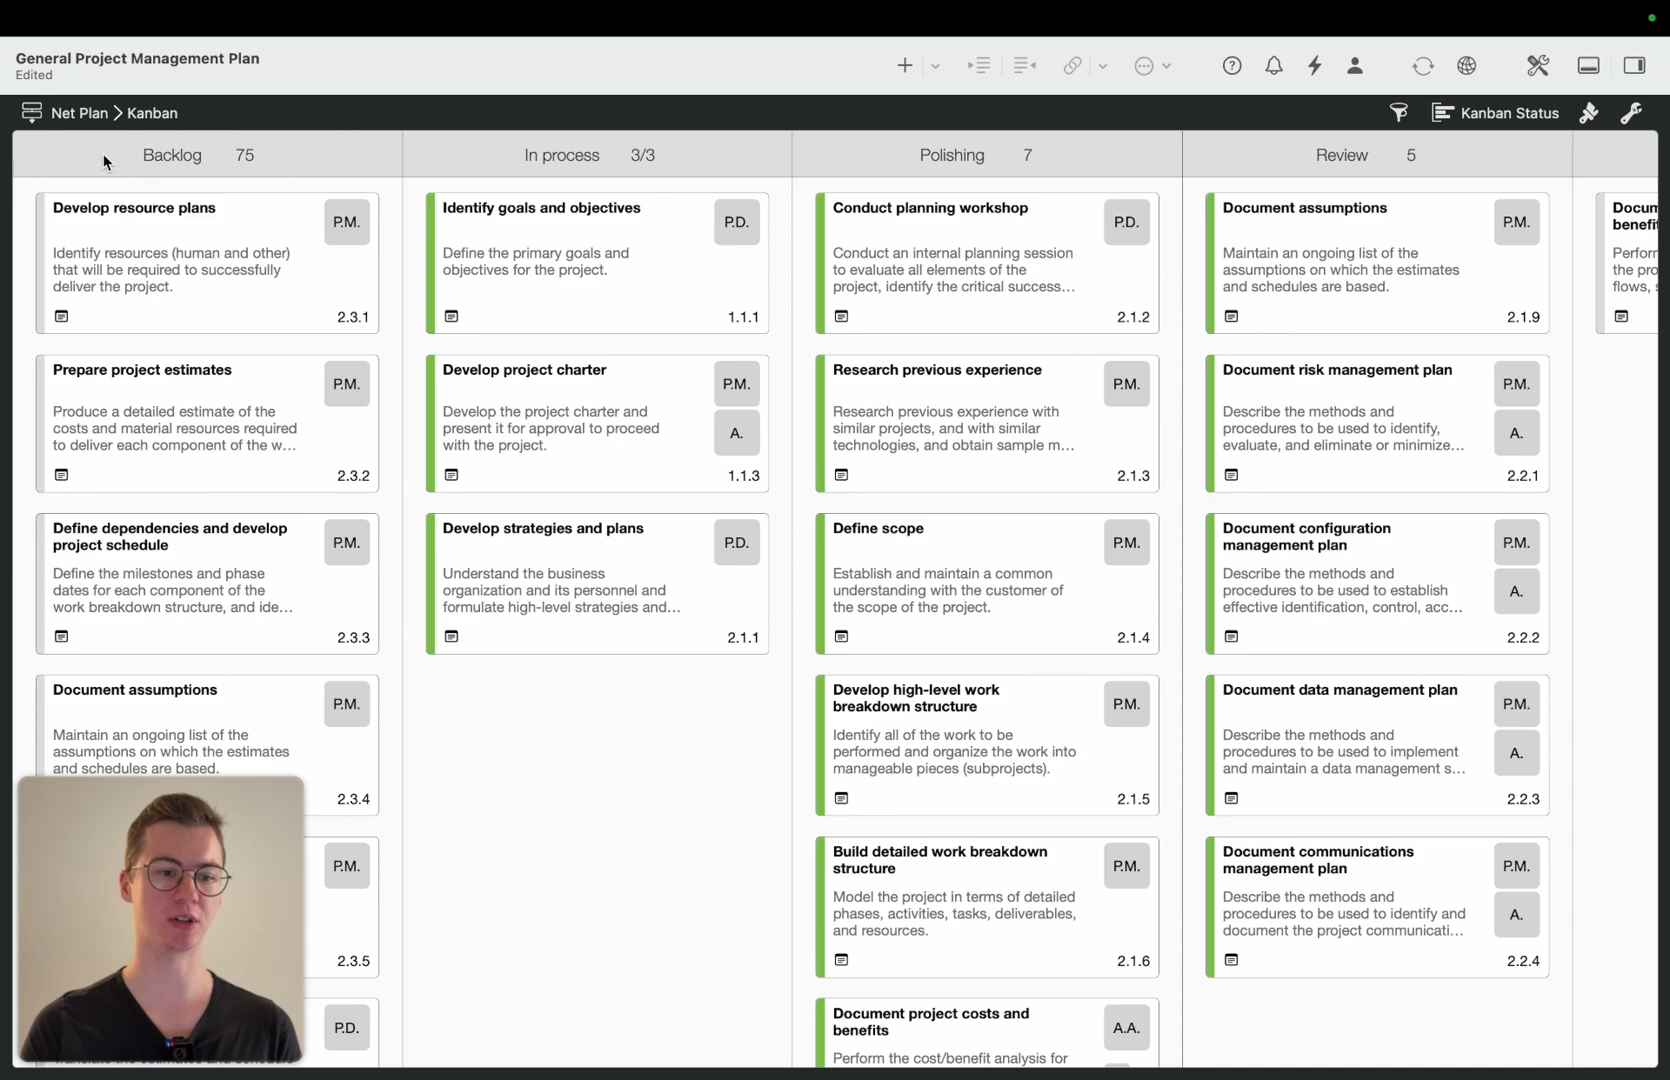 General Project Management Plan
Edited
Net Plan > Kanban
Kanban Status
Backlog 75
Develop resource plans
P.M.
Identify resources (human and other)
that will be required to successfully
deliver the project.
2.3.1
Prepare project estimates
P.M.
Produce a detailed estimate of the
costs and material resources required
to deliver each component of the w...
2.3.2
Define dependencies and develop
project schedule
P.M.
Define the milestones and phase
dates for each component of the
work breakdown structure, and ide...
2.3.3
Document assumptions
P.M.
Maintain an ongoing list of the
assumptions on which the estimates
and schedules are based.
2.3.4
P.M.
2.3.5
P.D.
In process 3/3
Identify goals and objectives
P.D.
Define the primary goals and
objectives for the project.
1.1.1
Develop project charter
P.M.
A.
Develop the project charter and
present it for approval to proceed
with the project.
1.1.3
Develop strategies and plans
P.D.
Understand the business
organization and its personnel and
formulate high-level strategies and...
2.1.1
Polishing 7
Conduct planning workshop
P.D.
Conduct an internal planning session
to evaluate all elements of the
project, identify the critical success...
2.1.2
Research previous experience
P.M.
Research previous experience with
similar projects, and with similar
technologies, and obtain sample m...
2.1.3
Define scope
P.M.
Establish and maintain a common
understanding with the customer of
the scope of the project.
2.1.4
Develop high-level work
breakdown structure
P.M.
Identify all of the work to be
performed and organize the work into
manageable pieces (subprojects).
2.1.5
Build detailed work breakdown
structure
P.M.
Model the project in terms of detailed
phases, activities, tasks, deliverables,
and resources.
2.1.6
Document project costs and
benefits
A.A.
Perform the cost/benefit analysis for
Review 5
Document assumptions
P.M.
Maintain an ongoing list of the
assumptions on which the estimates
and schedules are based.
2.1.9
Document risk management plan
P.M.
A.
Describe the methods and
procedures to be used to identify,
evaluate, and eliminate or minimize...
2.2.1
Document configuration
management plan
P.M.
A.
Describe the methods and
procedures to be used to establish
effective identification, control, acc...
2.2.2
Document data management plan
P.M.
A.
Describe the methods and
procedures to be used to implement
and maintain a data management s...
2.2.3
Document communications
management plan
P.M.
A.
Describe the methods and
procedures to be used to identify and
document the project communicati...
2.2.4
the